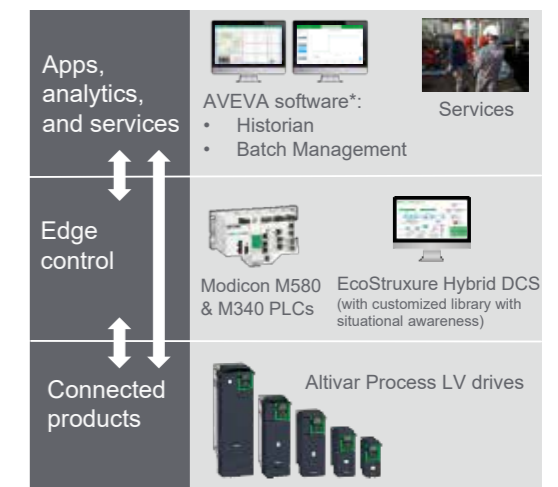 Apps,
analytics,
and services
AVEVA software*:
• Historian
• Batch Management
Services
Edge
control
Modicon M580
& M340 PLCs
EcoStruxure Hybrid DCS
(with customized library with
situational awareness)
Connected
products
Altivar Process LV drives